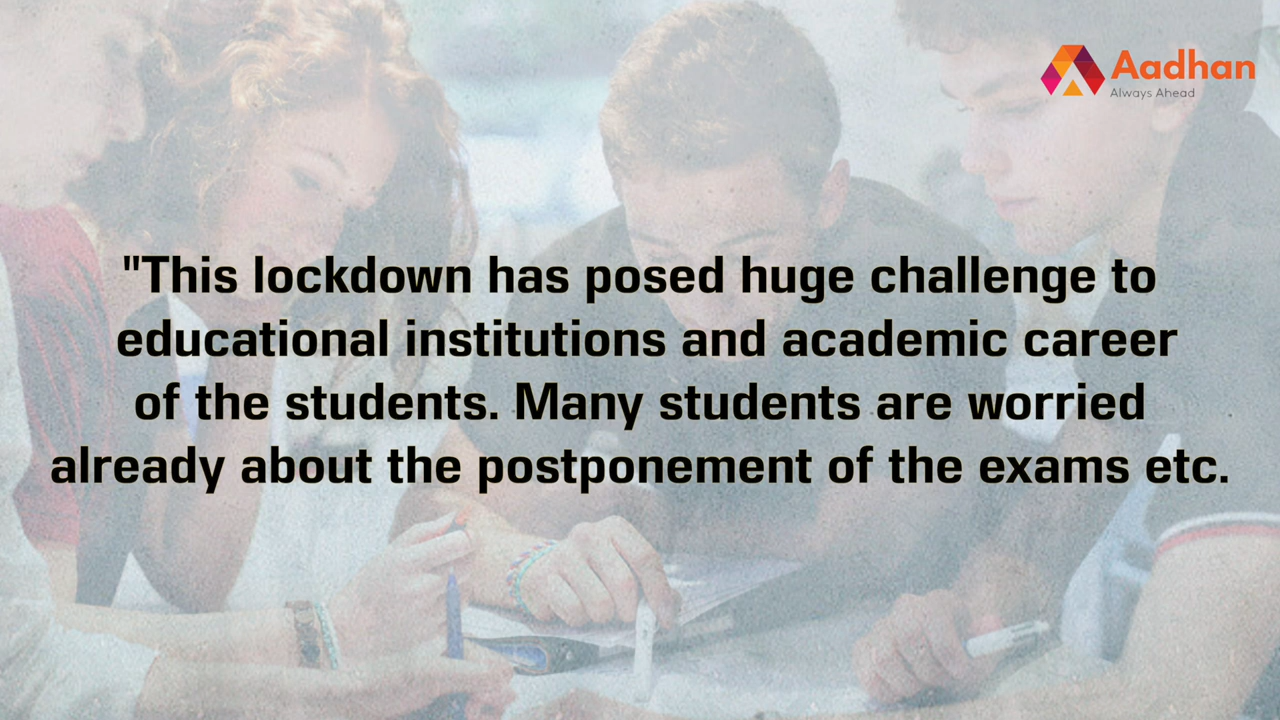 Aadhan
Always Ahead
"This lockdown has posed huge challenge to
educational institutions and academic career
of the students. Many students are worried
already about the postponement of the exams etc.